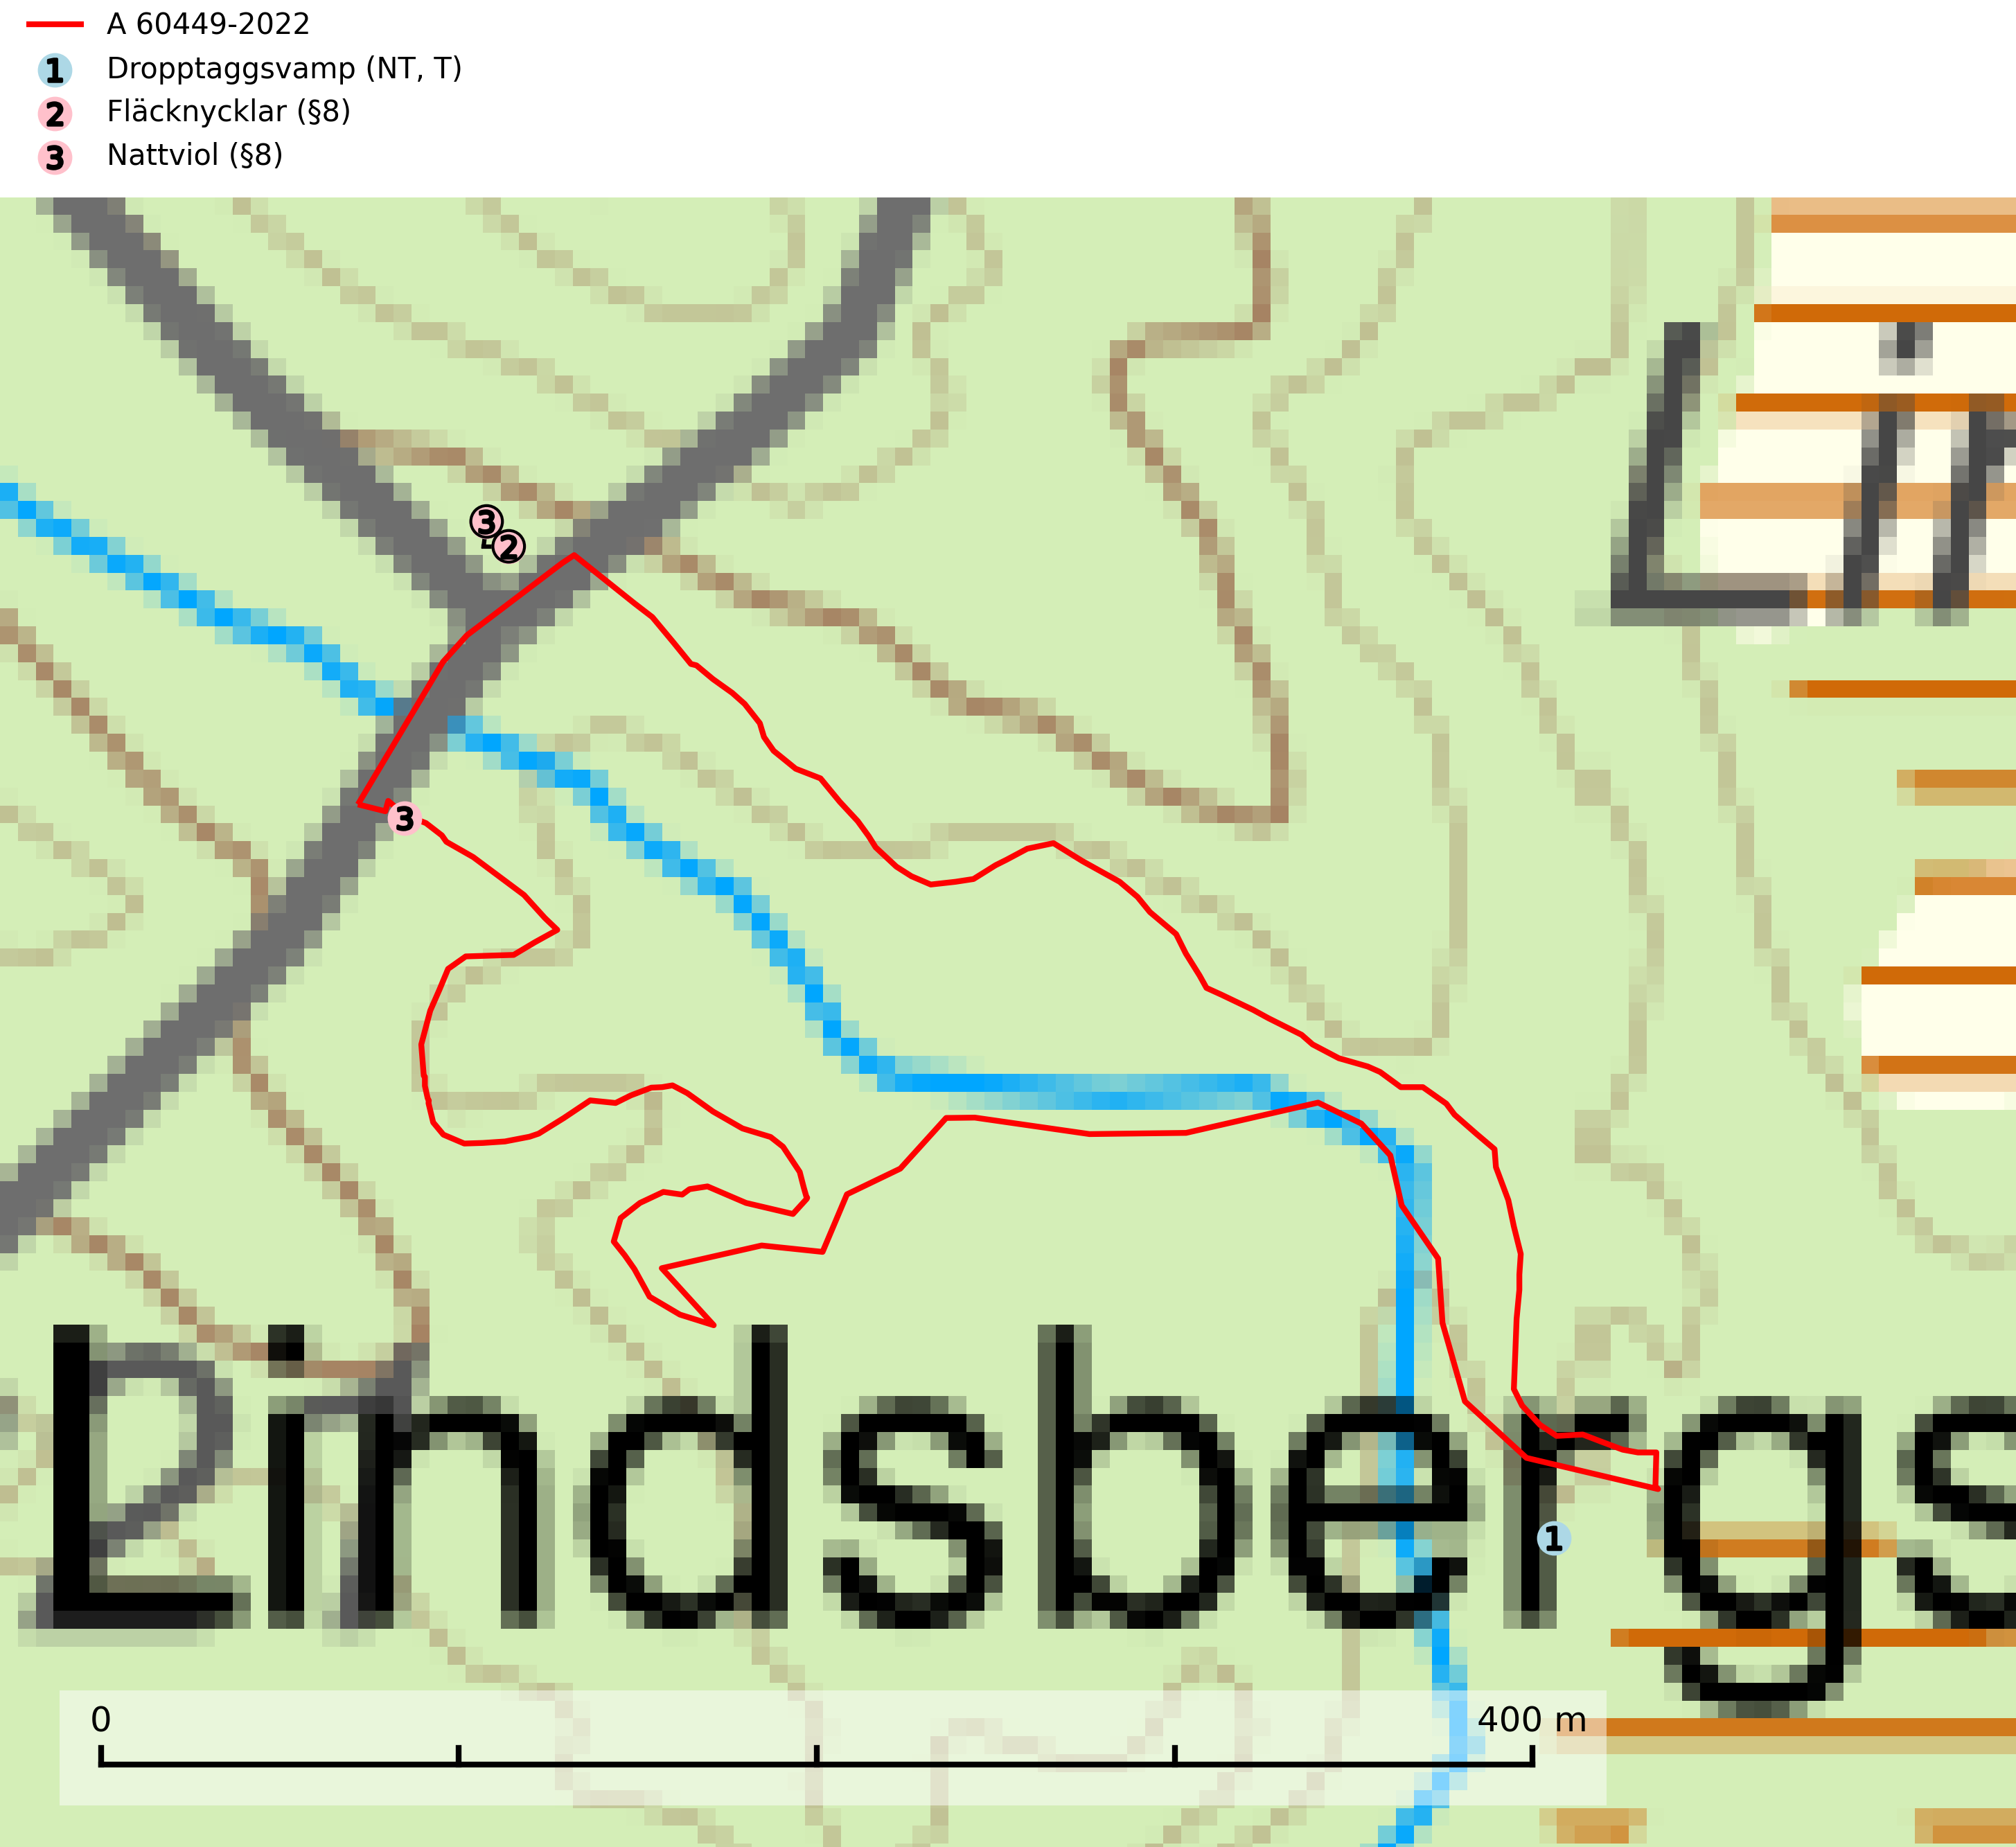 A 60449-2022
1 Dropptaggsvamp (NT, T)
2 Fläcknycklar (§8)
3 Nattviol (§8)
3
2
3
Lindsbergs
1
0 400 m